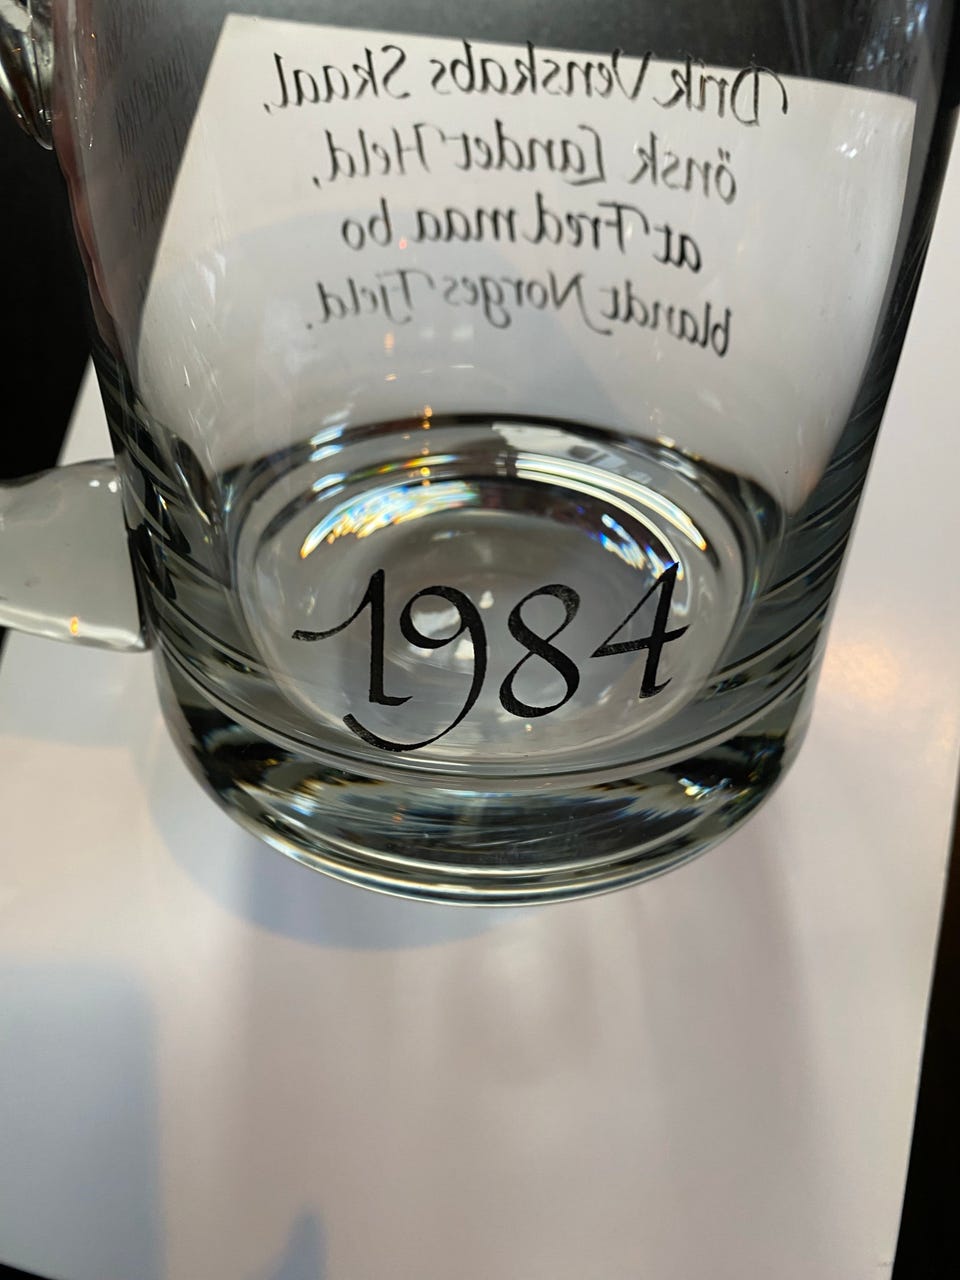 Drik Venskabs Skaal,
önsk Landet Held,
at Fred maa bo
blandt Norges Fjeld.
1984